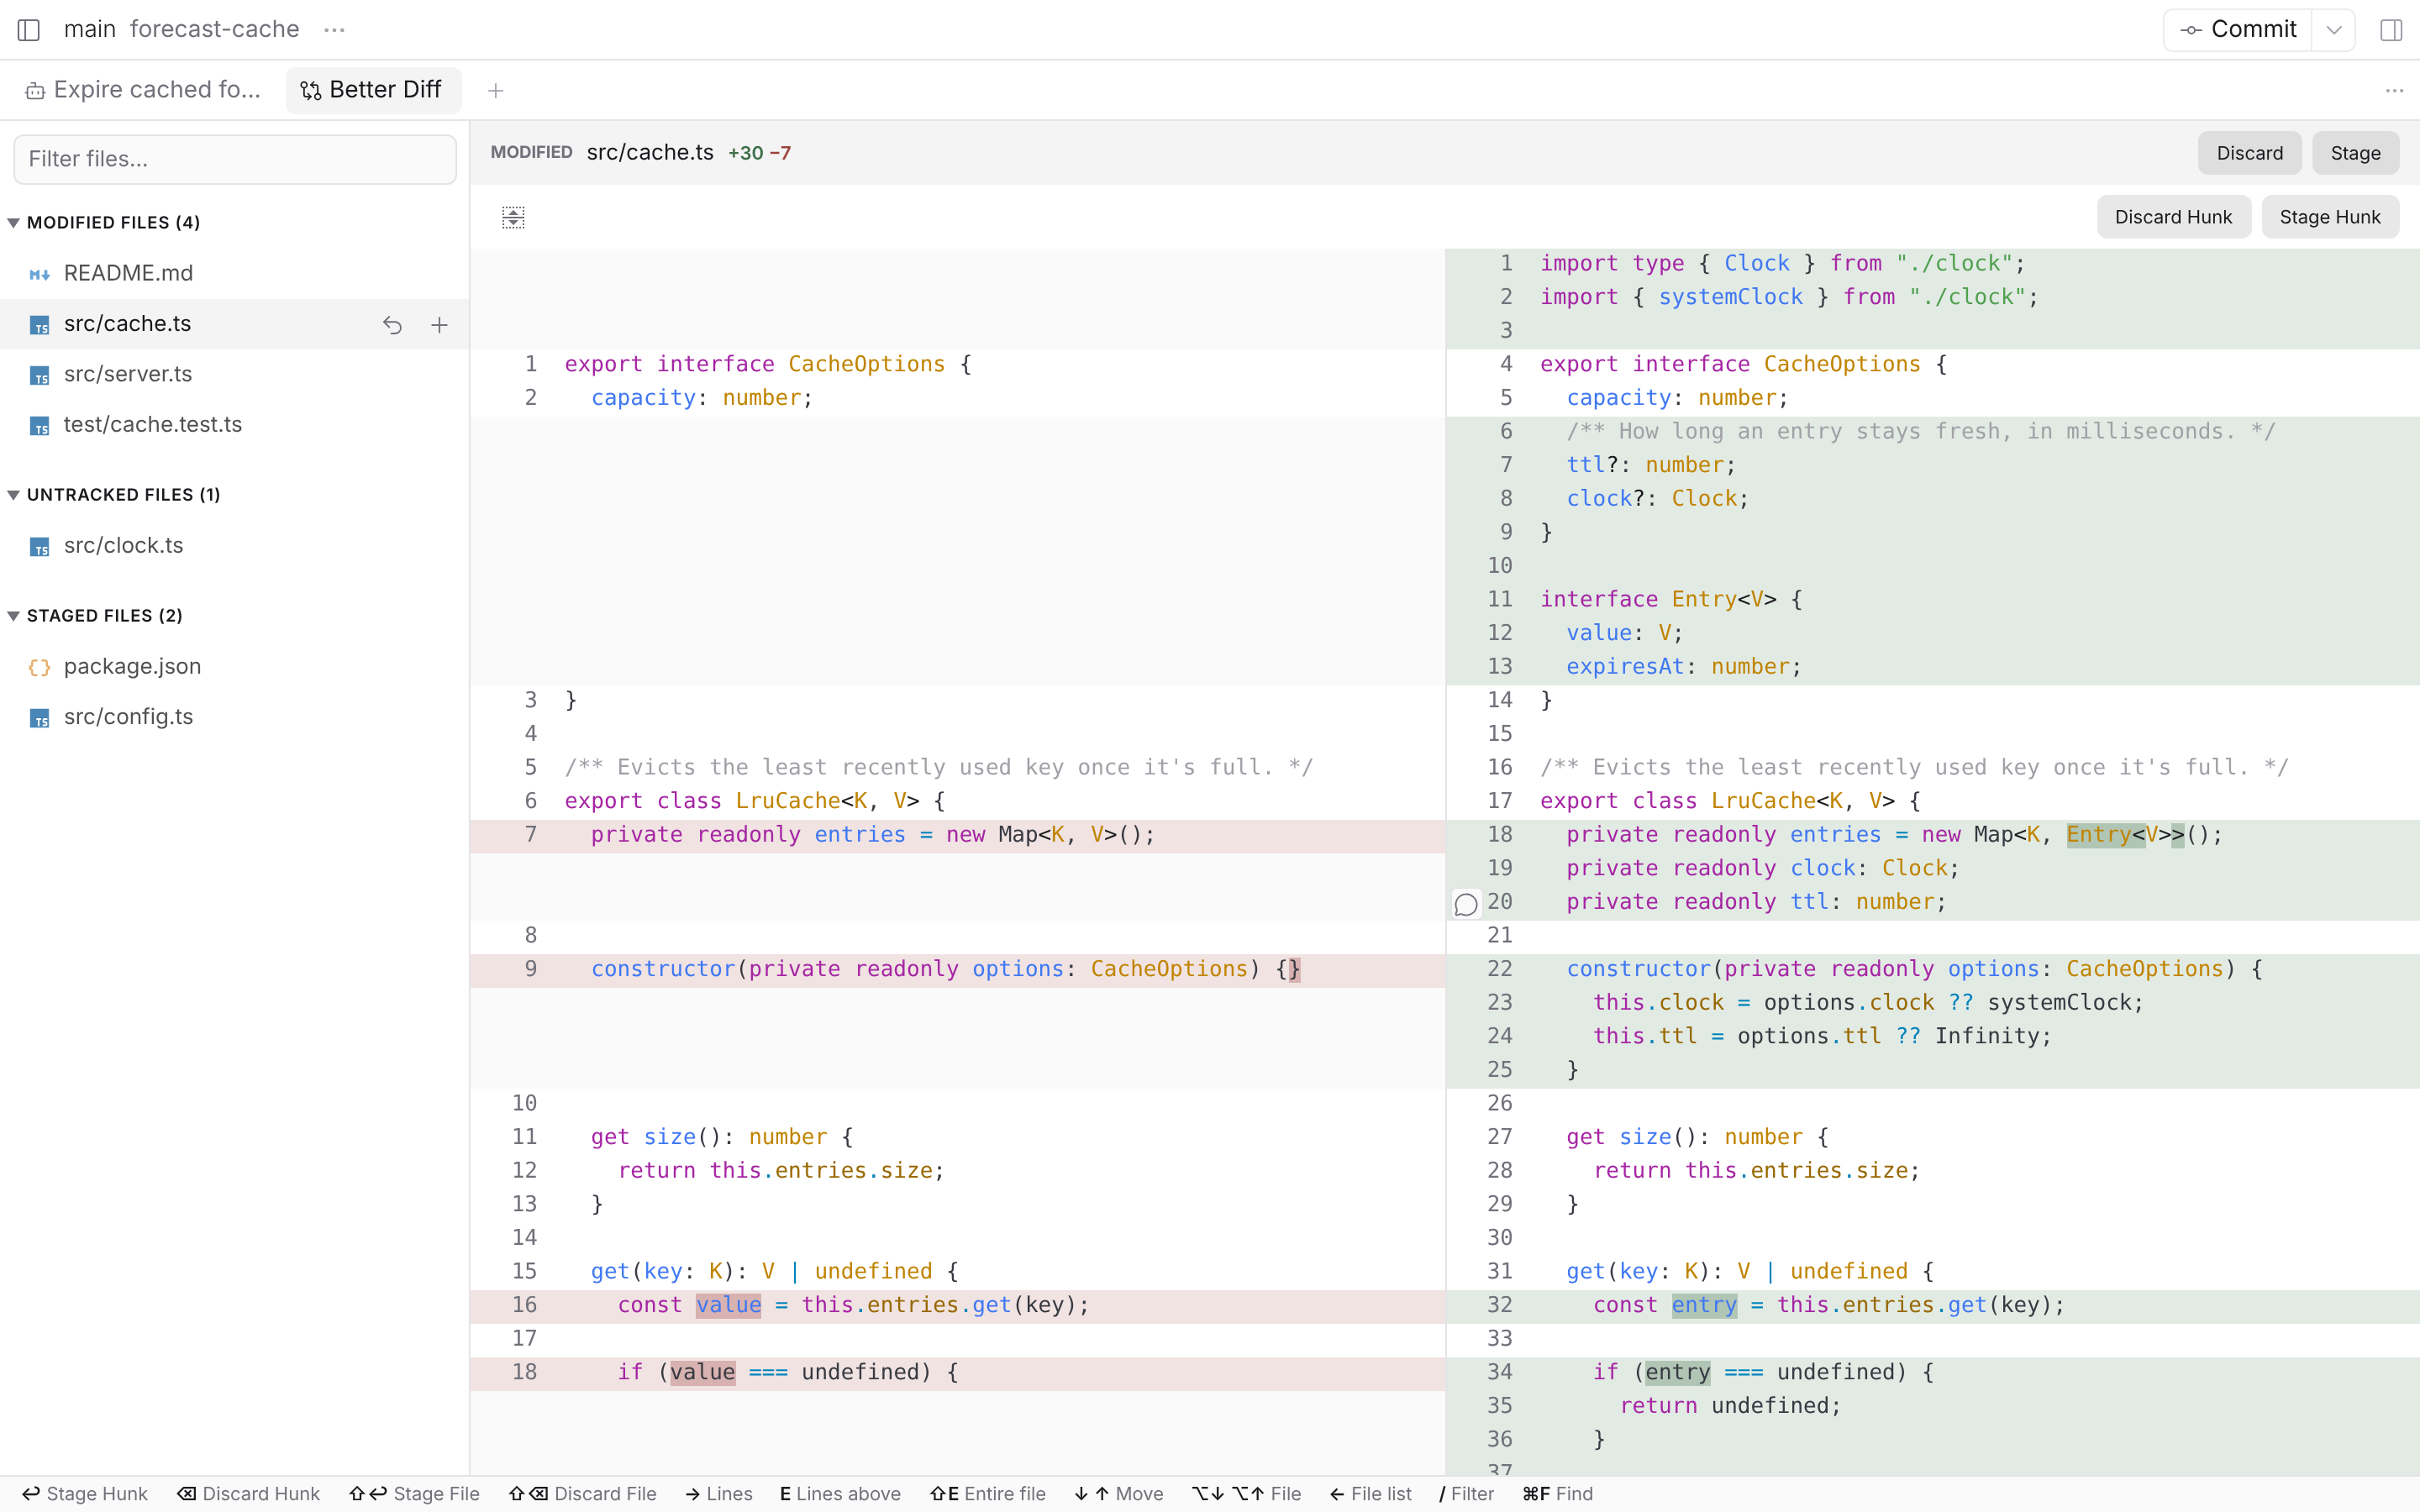 main forecast-cache ...
Commit
Expire cached fo...
Better Diff
Filter files...
MODIFIED FILES (4)
README.md
src/cache.ts
src/server.ts
test/cache.test.ts
UNTRACKED FILES (1)
src/clock.ts
STAGED FILES (2)
package.json
src/config.ts
MODIFIED src/cache.ts +30 −7
Discard Stage
Discard Hunk Stage Hunk
1 export interface CacheOptions {
2 capacity: number;
3 }
4
5 /** Evicts the least recently used key once it's full. */
6 export class LruCache<K, V> {
7 private readonly entries = new Map<K, V>();
8
9 constructor(private readonly options: CacheOptions) {}
10
11 get size(): number {
12 return this.entries.size;
13 }
14
15 get(key: K): V | undefined {
16 const value = this.entries.get(key);
17
18 if (value === undefined) {
1 import type { Clock } from "./clock";
2 import { systemClock } from "./clock";
3
4 export interface CacheOptions {
5 capacity: number;
6 /** How long an entry stays fresh, in milliseconds. */
7 ttl?: number;
8 clock?: Clock;
9 }
10
11 interface Entry<V> {
12 value: V;
13 expiresAt: number;
14 }
15
16 /** Evicts the least recently used key once it's full. */
17 export class LruCache<K, V> {
18 private readonly entries = new Map<K, Entry<V>>();
19 private readonly clock: Clock;
20 private readonly ttl: number;
21
22 constructor(private readonly options: CacheOptions) {
23 this.clock = options.clock ?? systemClock;
24 this.ttl = options.ttl ?? Infinity;
25 }
26
27 get size(): number {
28 return this.entries.size;
29 }
30
31 get(key: K): V | undefined {
32 const entry = this.entries.get(key);
33
34 if (entry === undefined) {
35 return undefined;
36 }
37
↩ Stage Hunk ⌫ Discard Hunk ⇧↩ Stage File ⇧⌫ Discard File → Lines E Lines above ⇧E Entire file ↓ ↑ Move ⌥↓ ⌥↑ File ← File list / Filter ⌘F Find